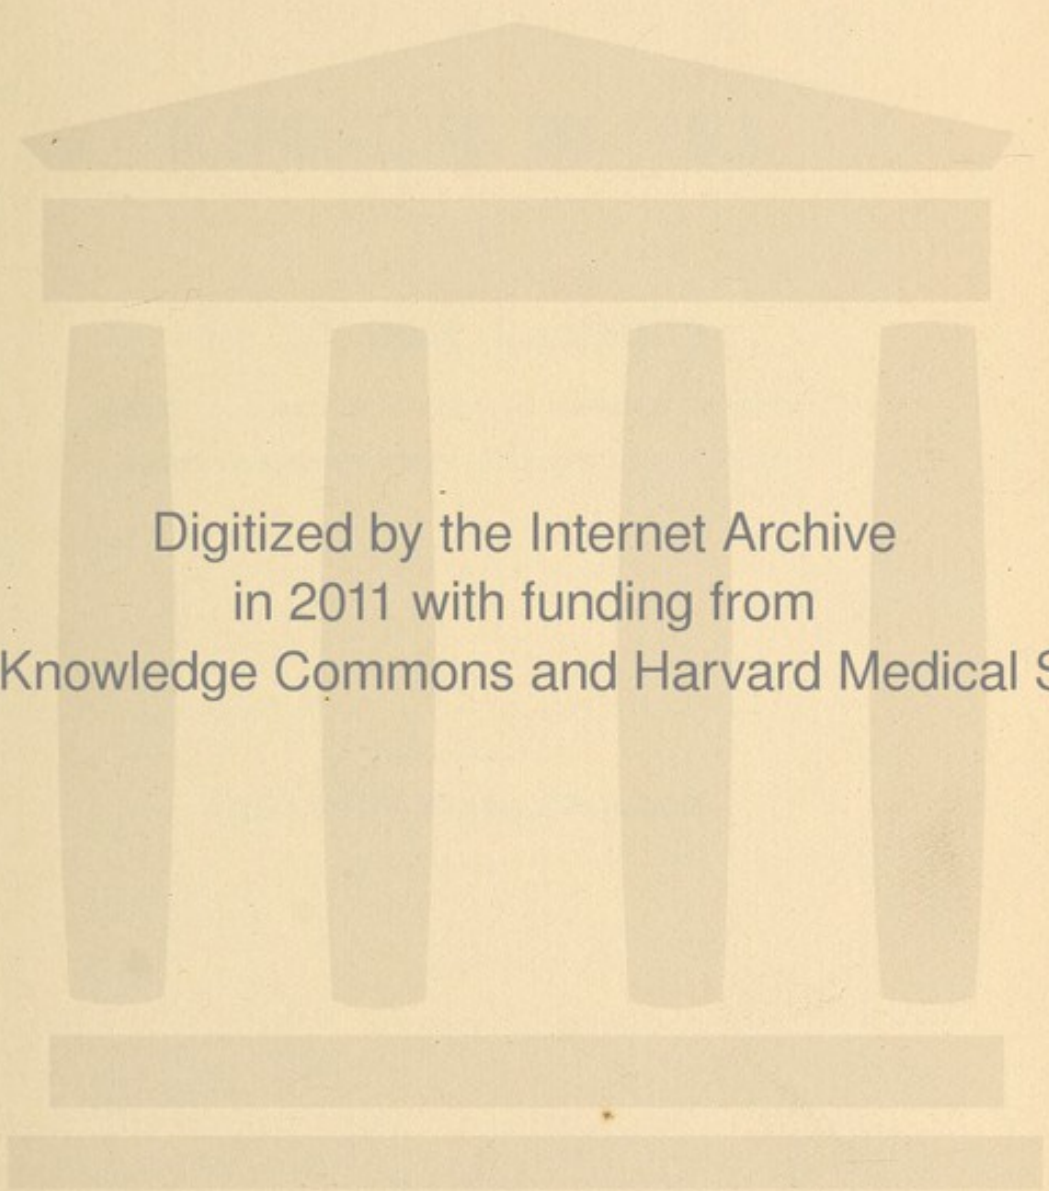 Digitized by the Internet Archive
in 2011 with funding from
Knowledge Commons and Harvard Medical S